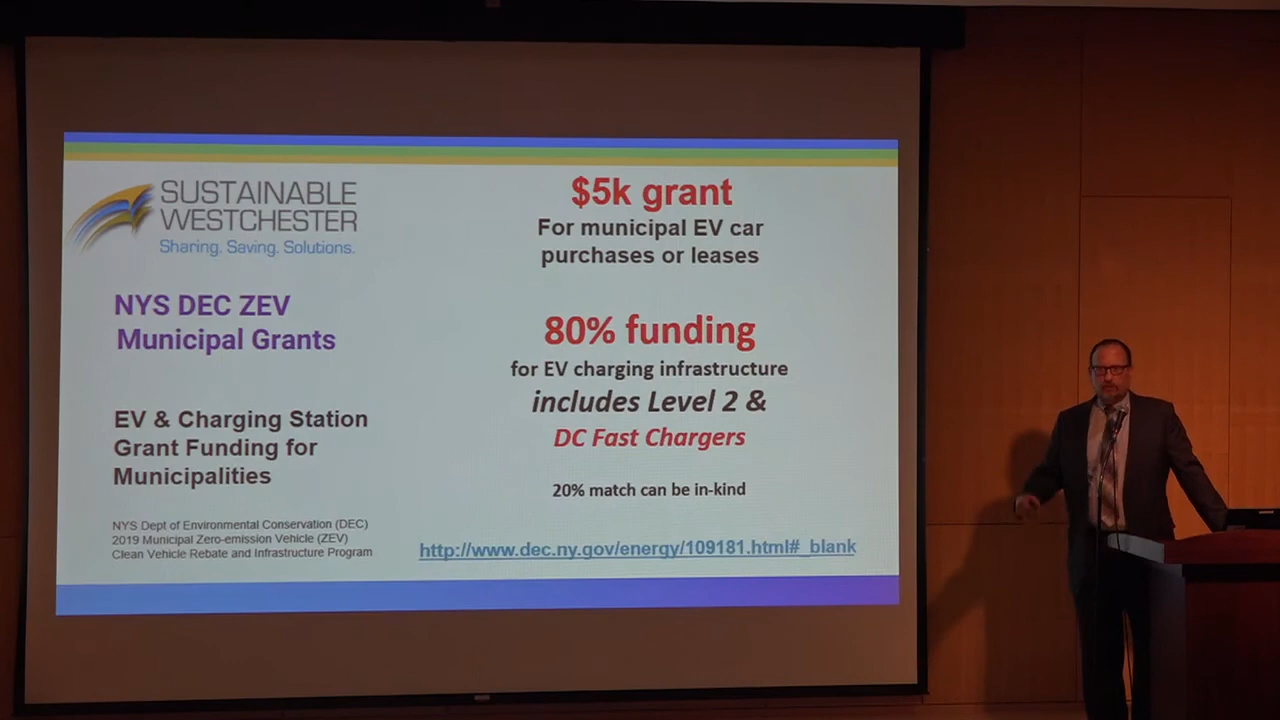 SUSTAINABLE
WESTCHESTER
Sharing. Saving. Solutions.
NYS DEC ZEV
Municipal Grants
EV & Charging Station
Grant Funding for
Municipalities
NYS Dept of Environmental Conservation (DEC)
2019 Municipal Zero-emission Vehicle (ZEV)
Clean Vehicle Rebate and Infrastructure Program
$5k grant
For municipal EV car
purchases or leases
80% funding
for EV charging infrastructure
includes Level 2 &
DC Fast Chargers
20% match can be in-kind
http://www.dec.ny.gov/energy/109181.html#_blank